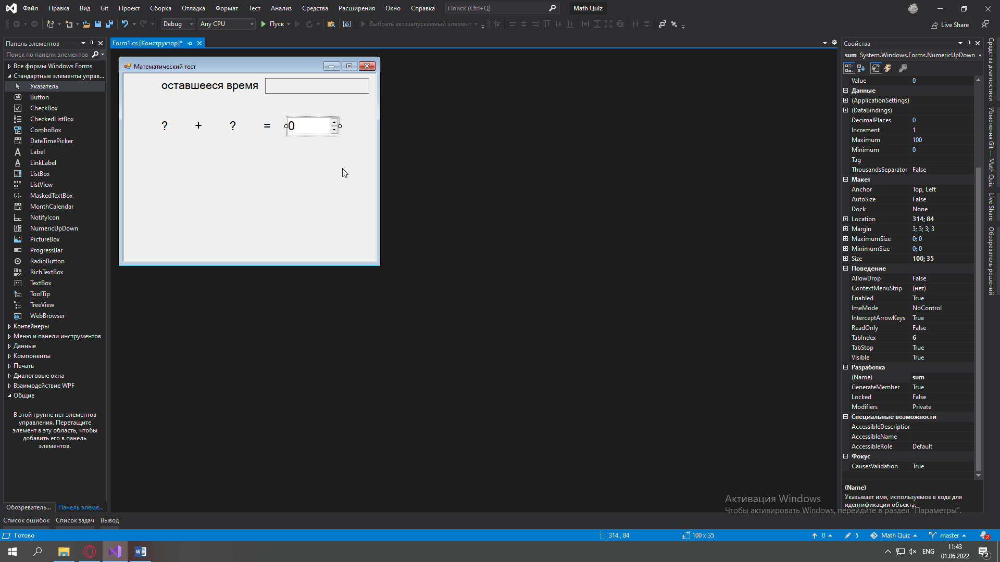 Файл Правка Вид Git Проект Сборка Отладка Формат Тест Анализ Средства Расширения Окно Справка Поиск (Ctrl+Q) Math Quiz
Debug Any CPU Пуск Выбрать автозапускаемый элемент Live Share
Панель элементов
Поиск по панели элементов
Все формы Windows Forms
Стандартные элементы управ...
Указатель
Button
CheckBox
CheckedListBox
ComboBox
DateTimePicker
Label
LinkLabel
ListBox
ListView
MaskedTextBox
MonthCalendar
NotifyIcon
NumericUpDown
PictureBox
ProgressBar
RadioButton
RichTextBox
TextBox
ToolTip
TreeView
WebBrowser
Контейнеры
Меню и панели инструментов
Данные
Компоненты
Печать
Диалоговые окна
Взаимодействие WPF
Общие
В этой группе нет элементов
управления. Перетащите
элемент в эту область, чтобы
добавить его в панель
элементов.
Обозреватель... Панель элеме...
Form1.cs [Конструктор]*
Математический тест
оставшееся время
? + ? = 0
Свойства
sum System.Windows.Forms.NumericUpDown
Value 0
Данные
(ApplicationSettings)
(DataBindings)
DecimalPlaces 0
Increment 1
Maximum 100
Minimum 0
Tag
ThousandsSeparator False
Макет
Anchor Top, Left
AutoSize False
Dock None
Location 314; 84
Margin 3; 3; 3; 3
MaximumSize 0; 0
MinimumSize 0; 0
Size 100; 35
Поведение
AllowDrop False
ContextMenuStrip (нет)
Enabled True
ImeMode NoControl
InterceptArrowKeys True
ReadOnly False
TabIndex 6
TabStop True
Visible True
Разработка
(Name) sum
GenerateMember True
Locked False
Modifiers Private
Специальные возможности
AccessibleDescription
AccessibleName
AccessibleRole Default
Фокус
CausesValidation True
(Name)
Указывает имя, используемое в коде для
идентификации объекта.
Средства диагностики
Изменения Git — Math Quiz
Live Share
Обозреватель решений
Активация Windows
Чтобы активировать Windows, перейдите в раздел "Параметры".
Список ошибок Список задач Вывод
Готово 314 , 84 100 x 35 0 5 Math Quiz master 2
ENG 11:43
01.06.2022 2